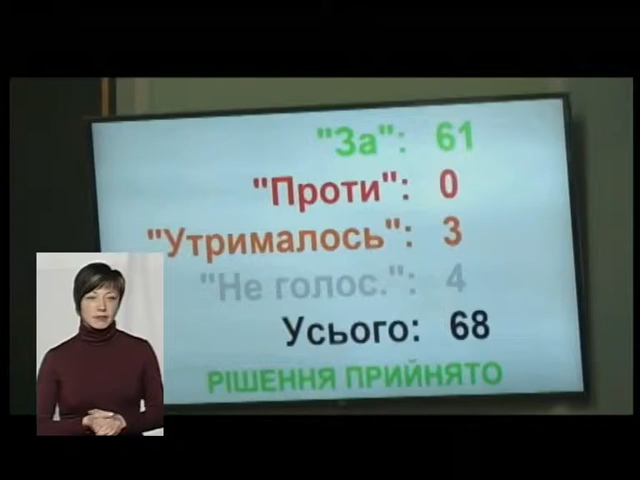 "За": 61
"Проти": 0
"Утрималось": 3
"Не голос.": 4
Усього: 68
РІШЕННЯ ПРИЙНЯТО